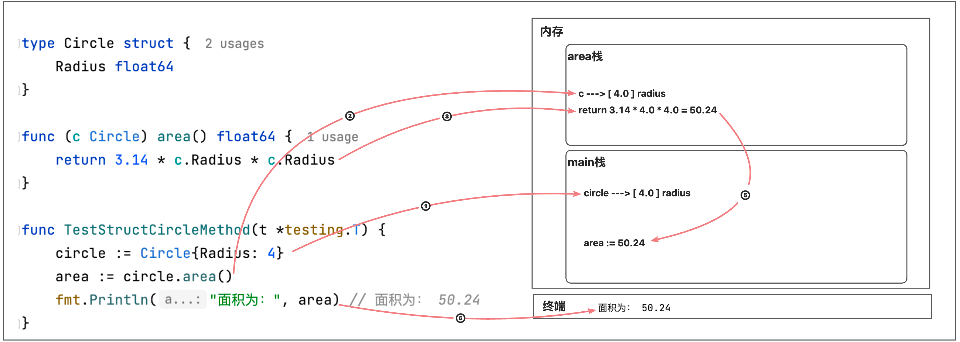 type Circle struct { 2 usages
Radius float64
}
func (c Circle) area() float64 { 1 usage
return 3.14 * c.Radius * c.Radius
}
func TestStructCircleMethod(t *testing.T) {
circle := Circle{Radius: 4}
area := circle.area()
fmt.Println( a...: "面积为：", area) // 面积为： 50.24
}
②
③
①
⑤
⑥
内存
area栈
c ---> [ 4.0 ] radius
return 3.14 * 4.0 * 4.0 = 50.24
main栈
circle ---> [ 4.0 ] radius
area := 50.24
终端
面积为： 50.24